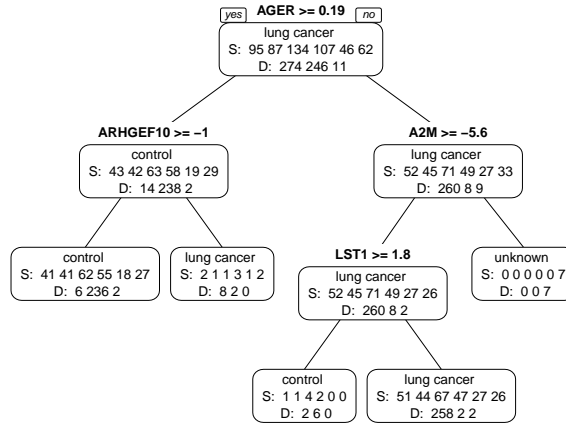 yes AGER >= 0.19 no
lung cancer
S: 95 87 134 107 46 62
D: 274 246 11
ARHGEF10 >= −1
control
S: 43 42 63 58 19 29
D: 14 238 2
A2M >= −5.6
lung cancer
S: 52 45 71 49 27 33
D: 260 8 9
control
S: 41 41 62 55 18 27
D: 6 236 2
lung cancer
S: 2 1 1 3 1 2
D: 8 2 0
LST1 >= 1.8
lung cancer
S: 52 45 71 49 27 26
D: 260 8 2
unknown
S: 0 0 0 0 0 7
D: 0 0 7
control
S: 1 1 4 2 0 0
D: 2 6 0
lung cancer
S: 51 44 67 47 27 26
D: 258 2 2